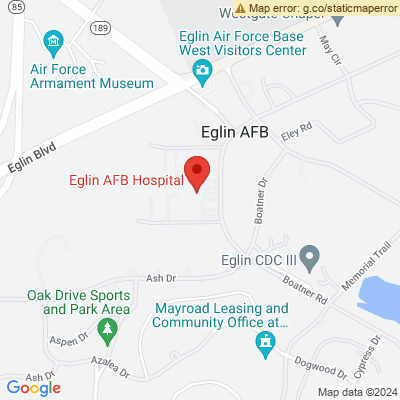 Map error: g.co/staticmaperror
85
Westgate Chapel
189
Eglin Air Force Base
West Visitors Center
May Cir
Air Force
Armament Museum
Eglin AFB
Eley Rd
Eglin Blvd
Eglin AFB Hospital
Boatner Dr
Eglin CDC III
Memorial Trail
Ash Dr
Boatner Rd
Oak Drive Sports
and Park Area
Mayroad Leasing and
Community Office at...
Aspen Dr
Azalea Dr
Cypress Dr
Dogwood Dr
Ash Dr
Google
Map data ©2024